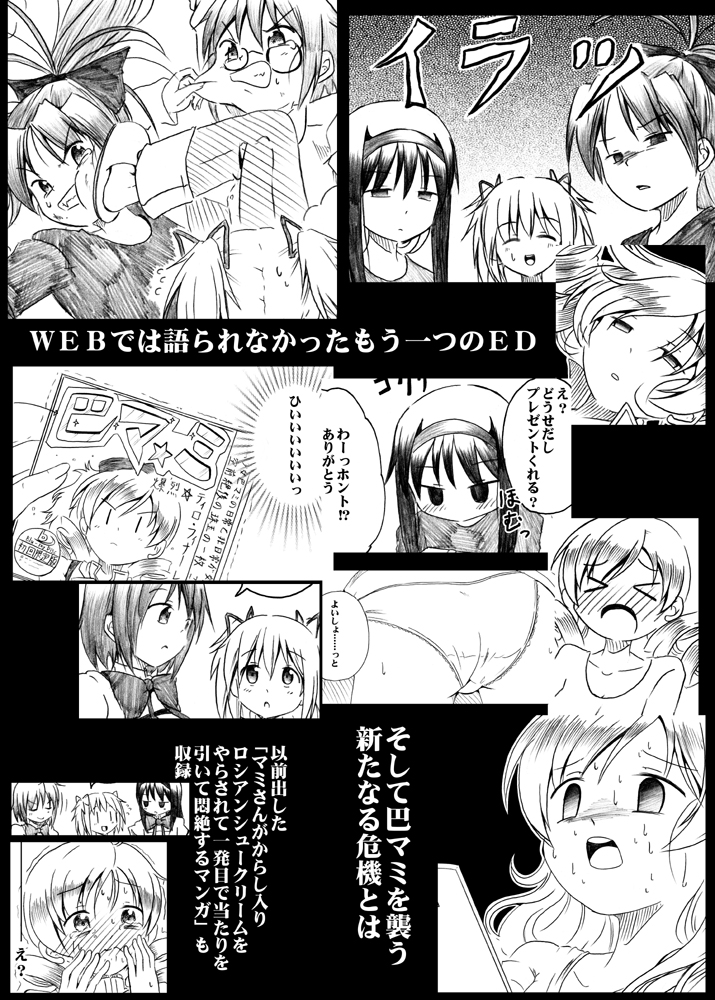 イラッ
WEBでは語られなかったもう一つのED
え?
どうせだし
プレゼントくれる?
わーっホント!?
ありがとう
ひいいいいいいっ
ほむっ
巴マミ
よいしょ……っと
そして巴マミを襲う
新たなる危機とは
以前出した
「マミさんがからし入り
ロシアンシュークリームを
やらされて一発目で当たりを
引いて悶絶するマンガ」も
収録
え?